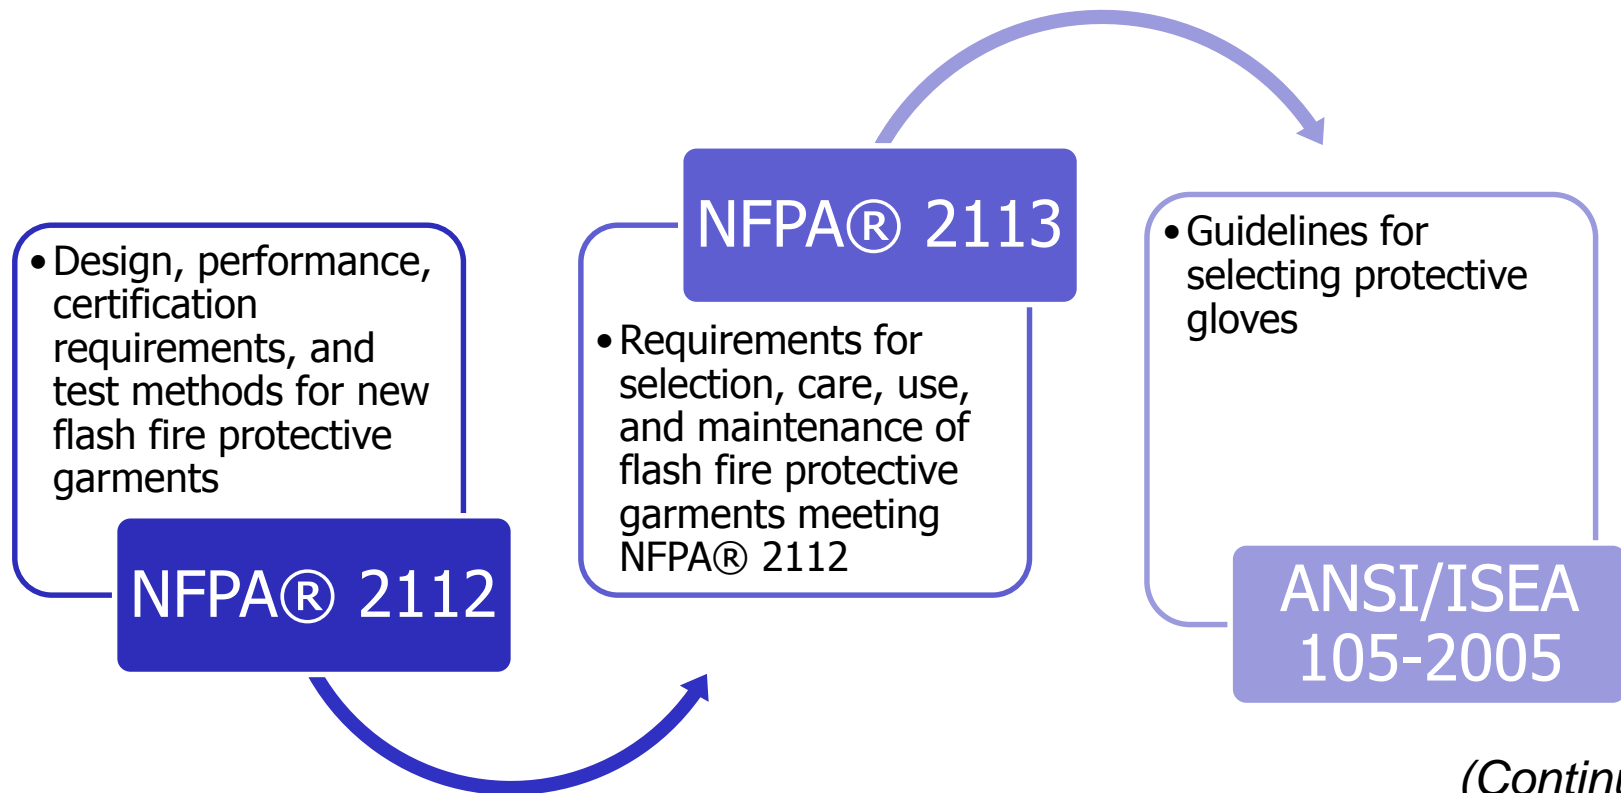 • Design, performance,
certification
requirements, and
test methods for new
flash fire protective
garments
NFPA® 2112
NFPA® 2113
• Requirements for
selection, care, use,
and maintenance of
flash fire protective
garments meeting
NFPA® 2112
• Guidelines for
selecting protective
gloves
ANSI/ISEA
105-2005